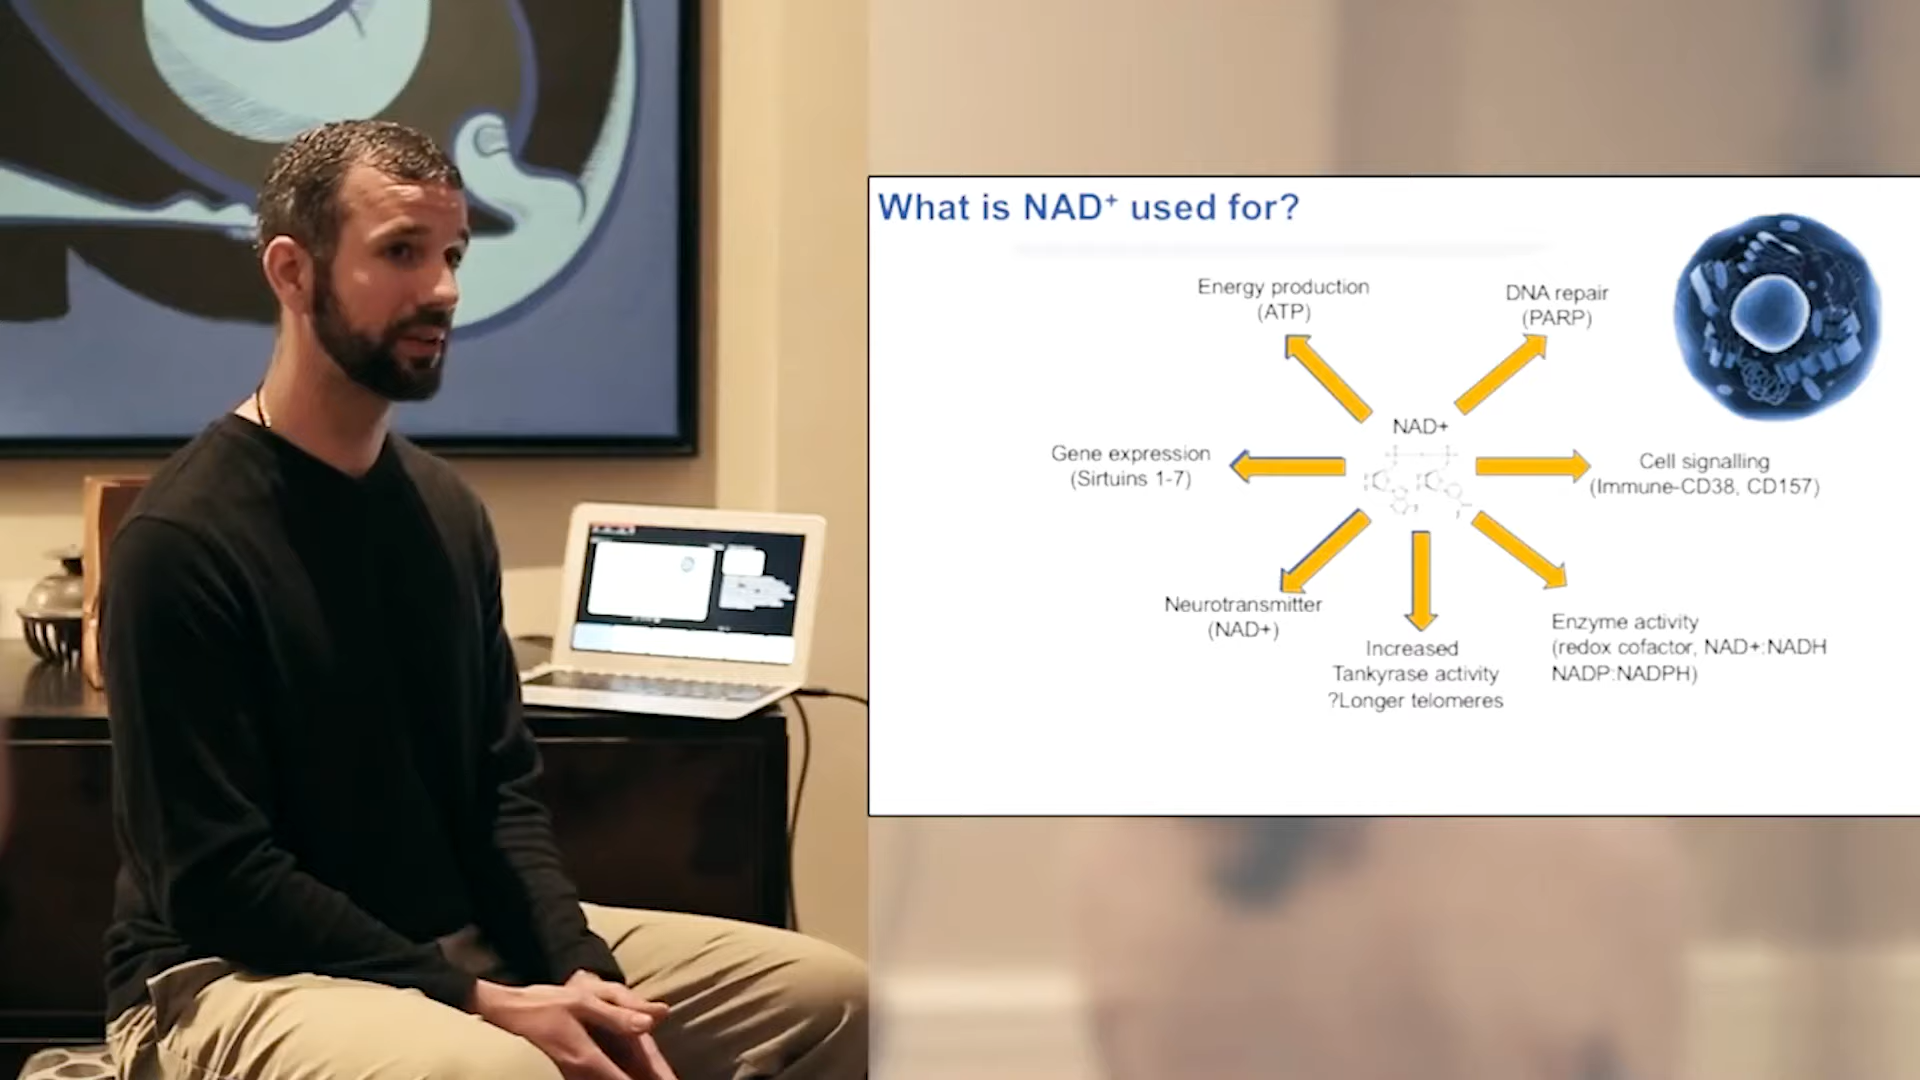 What is NAD⁺ used for?
Energy production
(ATP)
DNA repair
(PARP)
NAD+
Gene expression
(Sirtuins 1-7)
Cell signalling
(Immune-CD38, CD157)
Neurotransmitter
(NAD+)
Increased
Tankyrase activity
?Longer telomeres
Enzyme activity
(redox cofactor, NAD+:NADH
NADP:NADPH)